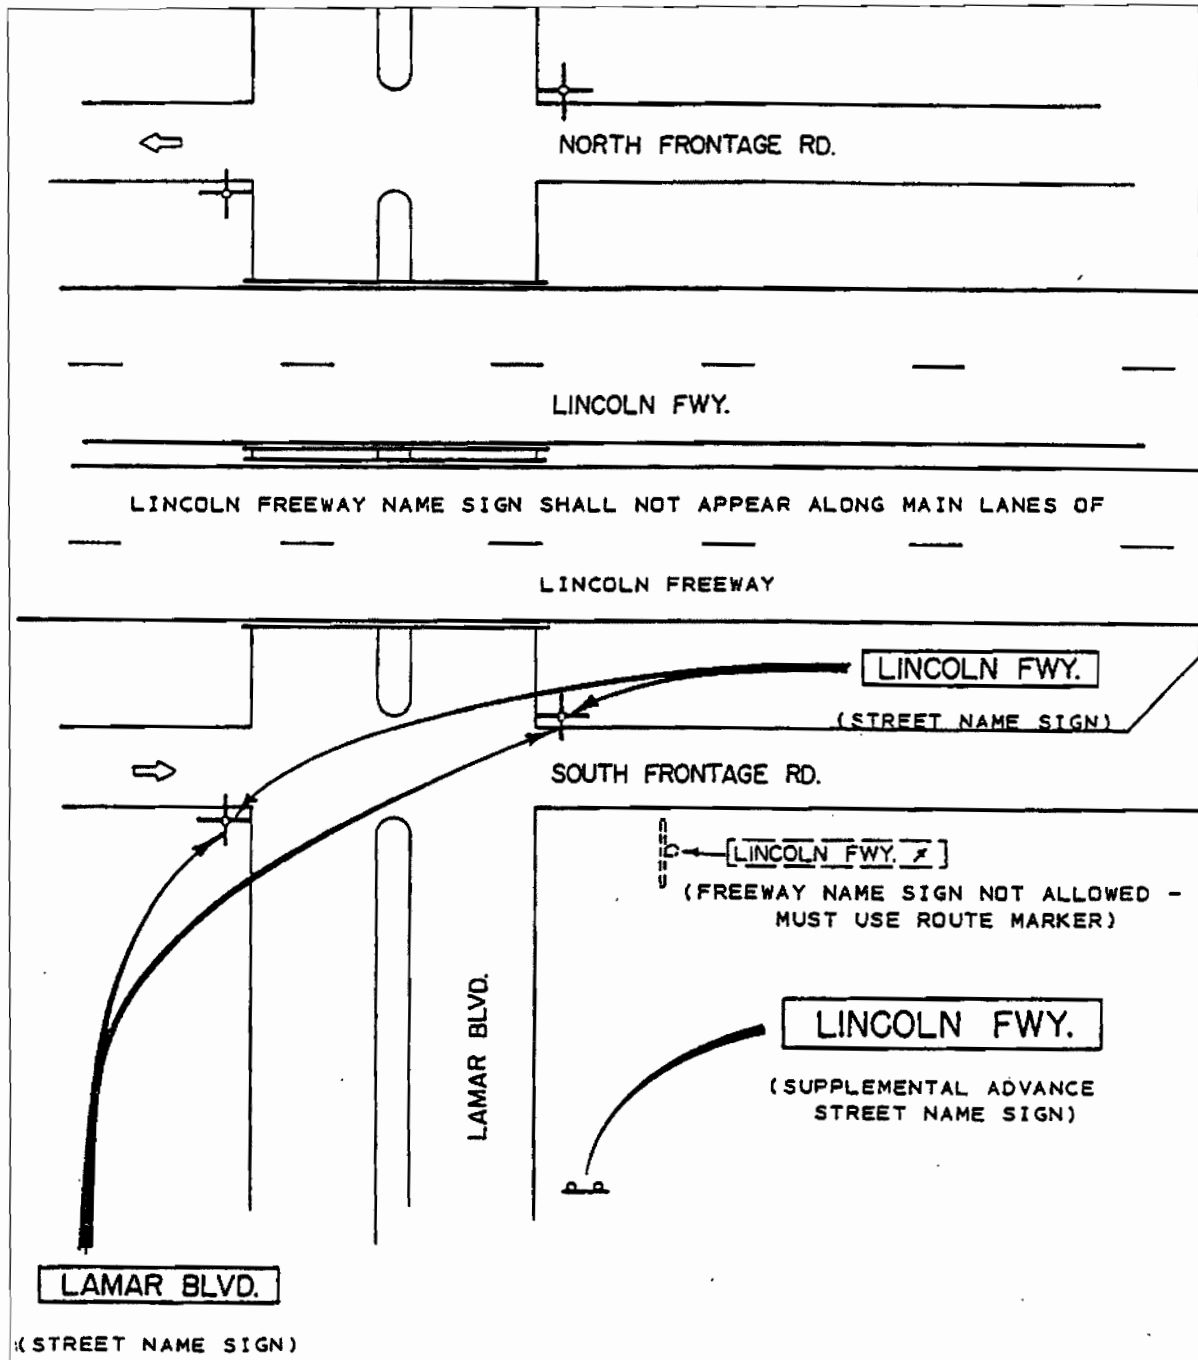 NORTH FRONTAGE RD.
LINCOLN FWY.
LINCOLN FREEWAY NAME SIGN SHALL NOT APPEAR ALONG MAIN LANES OF
LINCOLN FREEWAY
LINCOLN FWY.
(STREET NAME SIGN)
SOUTH FRONTAGE RD.
LINCOLN FWY.
(FREEWAY NAME SIGN NOT ALLOWED -
MUST USE ROUTE MARKER)
LAMAR BLVD.
LINCOLN FWY.
(SUPPLEMENTAL ADVANCE
STREET NAME SIGN)
LAMAR BLVD.
(STREET NAME SIGN)